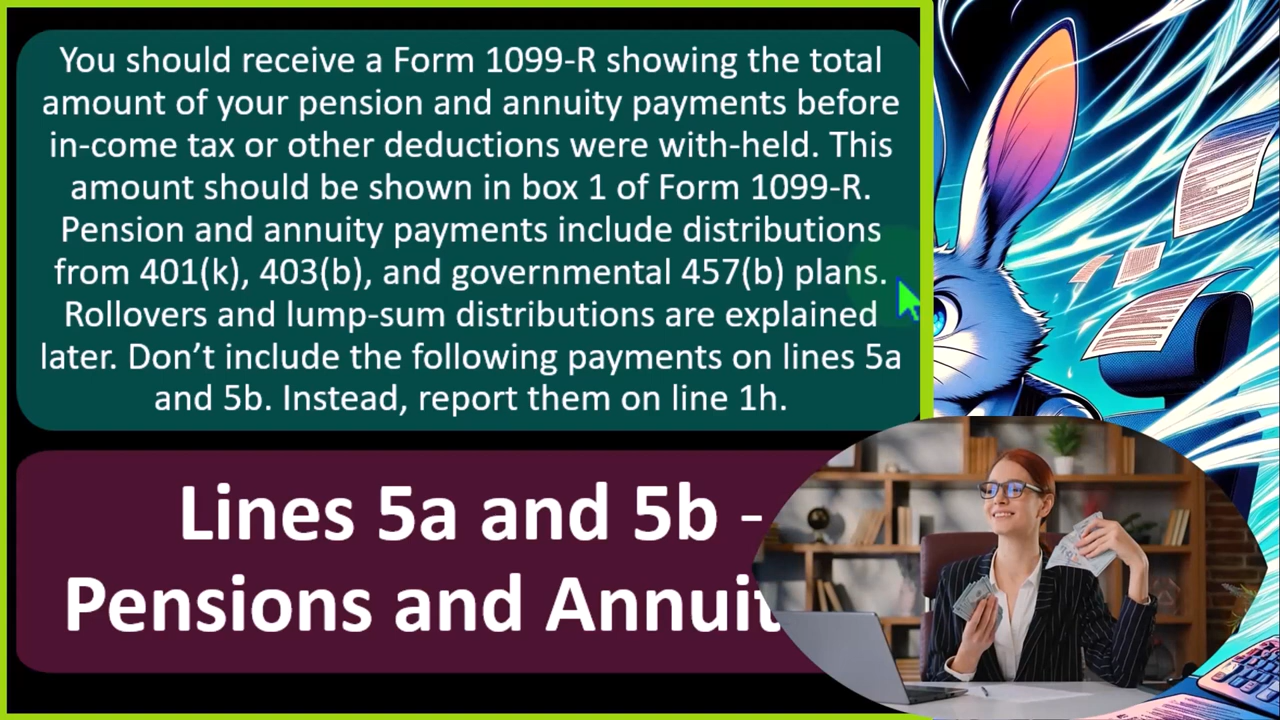 You should receive a Form 1099-R showing the total
amount of your pension and annuity payments before
in-come tax or other deductions were with-held. This
amount should be shown in box 1 of Form 1099-R.
Pension and annuity payments include distributions
from 401(k), 403(b), and governmental 457(b) plans.
Rollovers and lump-sum distributions are explained
later. Don’t include the following payments on lines 5a
and 5b. Instead, report them on line 1h.
Lines 5a and 5b -
Pensions and Annuit